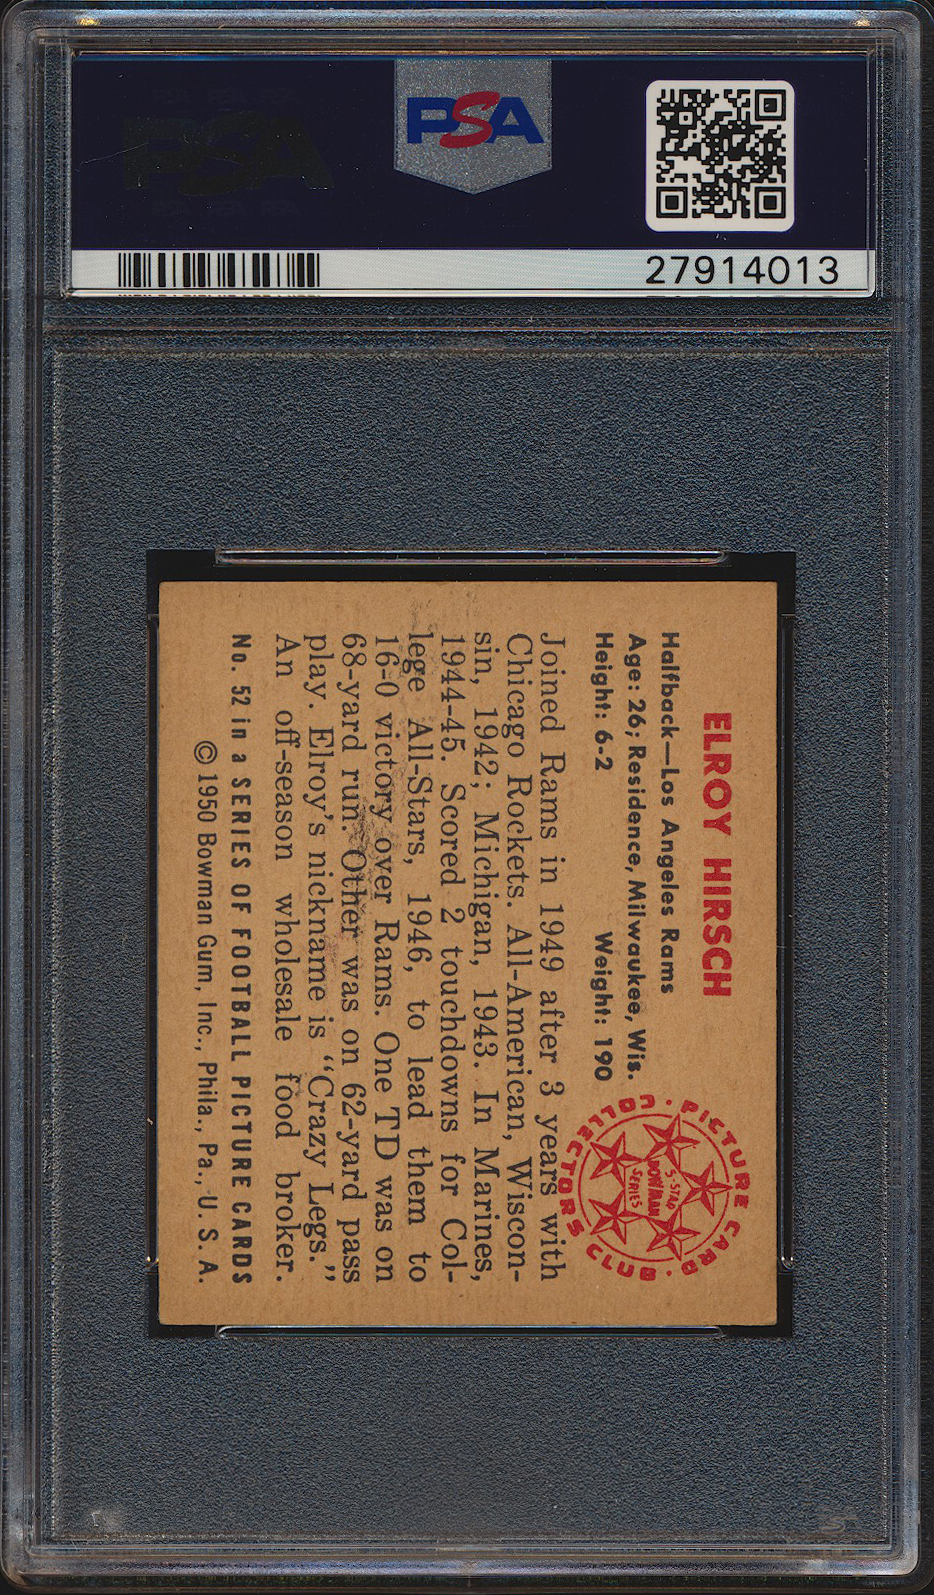 PSA
27914013
ELROY HIRSCH
Halfback—Los Angeles Rams
Age: 26; Residence, Milwaukee, Wis.
Height: 6-2 Weight: 190
Joined Rams in 1949 after 3 years with
Chicago Rockets. All-American, Wiscon-
sin, 1942; Michigan, 1943. In Marines,
1944-45. Scored 2 touchdowns for Col-
lege All-Stars, 1946, to lead them to
16-0 victory over Rams. One TD was on
68-yard run. Other was on 62-yard pass
play. Elroy's nickname is "Crazy Legs."
An off-season wholesale food broker.
No. 52 in a SERIES OF FOOTBALL PICTURE CARDS
© 1950 Bowman Gum, Inc., Phila., Pa., U. S. A.
PICTURE CARD · COLLECTORS CLUB ·
5-STAR
BOWMAN
SERIES